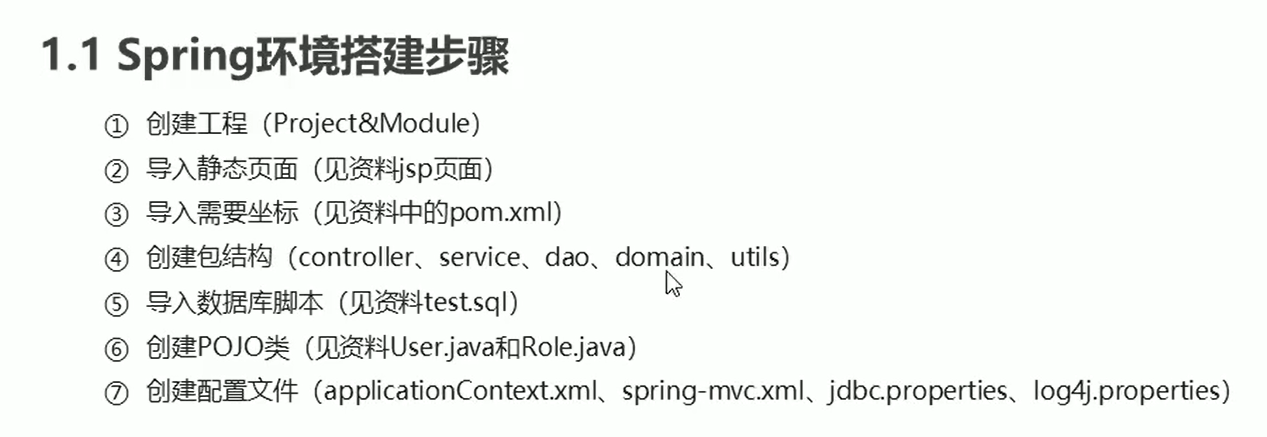 1.1 Spring环境搭建步骤
① 创建工程（Project&Module）
② 导入静态页面（见资料jsp页面）
③ 导入需要坐标（见资料中的pom.xml）
④ 创建包结构（controller、service、dao、domain、utils）
⑤ 导入数据库脚本（见资料test.sql）
⑥ 创建POJO类（见资料User.java和Role.java）
⑦ 创建配置文件（applicationContext.xml、spring-mvc.xml、jdbc.properties、log4j.properties）